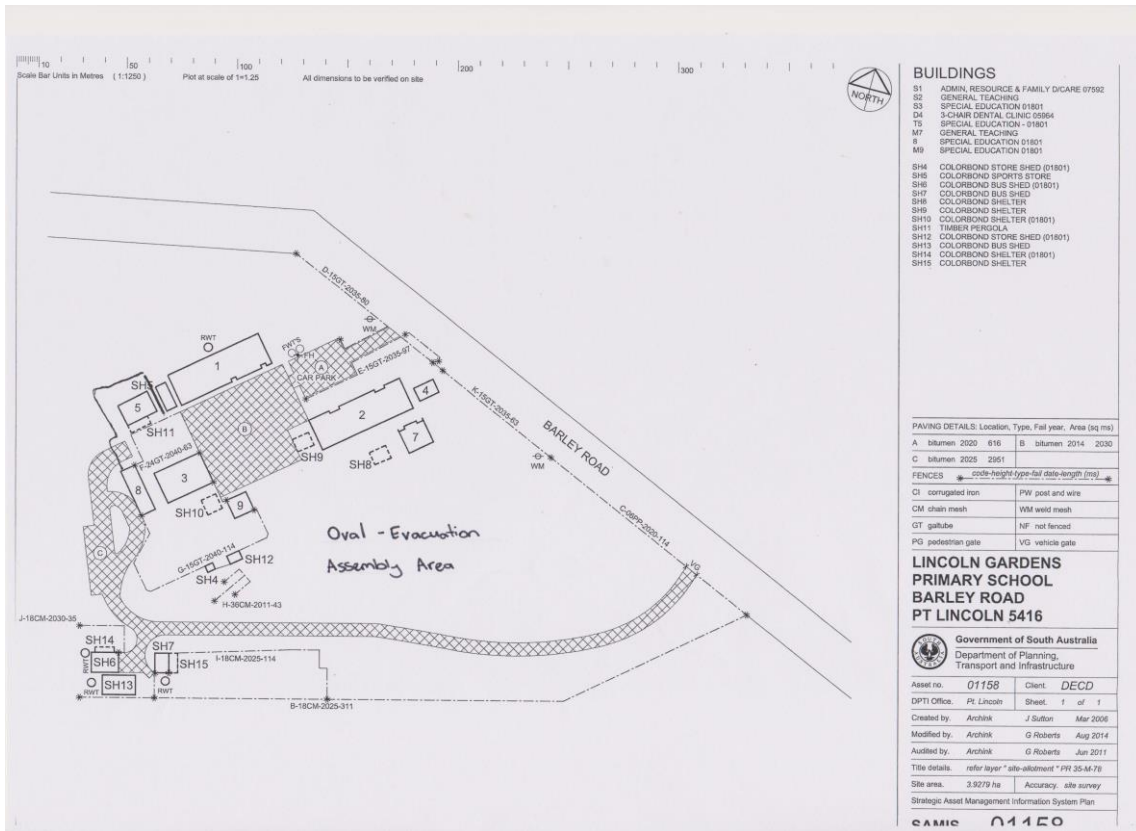 10 50 100 200 300
Scale Bar Units in Metres ( 1:1250 ) Plot at scale of 1=1.25 All dimensions to be verified on site
NORTH
D-15GT-2035-80
WM
RWT
1
FWTS
FH
A
CAR PARK
E-15GT-2035-97
SH5
5
SH11
B
2
4
7
K-15GT-2035-63
BARLEY ROAD
SH9
SH8
WM
F-24GT-2040-63
3
8
SH10
9
C-06PP-2020-114
Oval - Evacuation
Assembly Area
C
G-15GT-2040-114
SH12
SH4
H-36CM-2011-43
VG
J-18CM-2030-35
SH14
RWT
SH6
SH7
SH15
I-18CM-2025-114
RWT
SH13
RWT
B-18CM-2025-311
BUILDINGS
S1 ADMIN, RESOURCE & FAMILY D/CARE 07592
S2 GENERAL TEACHING
S3 SPECIAL EDUCATION 01801
D4 3-CHAIR DENTAL CLINIC 05964
T5 SPECIAL EDUCATION - 01801
M7 GENERAL TEACHING
8 SPECIAL EDUCATION 01801
M9 SPECIAL EDUCATION 01801
SH4 COLORBOND STORE SHED (01801)
SH5 COLORBOND SPORTS STORE
SH6 COLORBOND BUS SHED (01801)
SH7 COLORBOND BUS SHED
SH8 COLORBOND SHELTER
SH9 COLORBOND SHELTER
SH10 COLORBOND SHELTER (01801)
SH11 TIMBER PERGOLA
SH12 COLORBOND STORE SHED (01801)
SH13 COLORBOND BUS SHED
SH14 COLORBOND SHELTER (01801)
SH15 COLORBOND SHELTER
PAVING DETAILS: Location, Type, Fail year, Area (sq ms)
A bitumen 2020 616 B bitumen 2014 2030
C bitumen 2025 2951
FENCES code-height-type-fail date-length (ms)
CI corrugated iron PW post and wire
CM chain mesh WM weld mesh
GT galtube NF not fenced
PG pedestrian gate VG vehicle gate
LINCOLN GARDENS
PRIMARY SCHOOL
BARLEY ROAD
PT LINCOLN 5416
Government of South Australia
Department of Planning,
Transport and Infrastructure
Asset no. 01158 Client. DECD
DPTI Office. Pt. Lincoln Sheet. 1 of 1
Created by. Archink J Sutton Mar 2006
Modified by. Archink G Roberts Aug 2014
Audited by. Archink G Roberts Jun 2011
Title details. refer layer " site-allotment " PR 35-M-78
Site area. 3.9279 ha Accuracy. site survey
Strategic Asset Management Information System Plan
SAMIS 01158